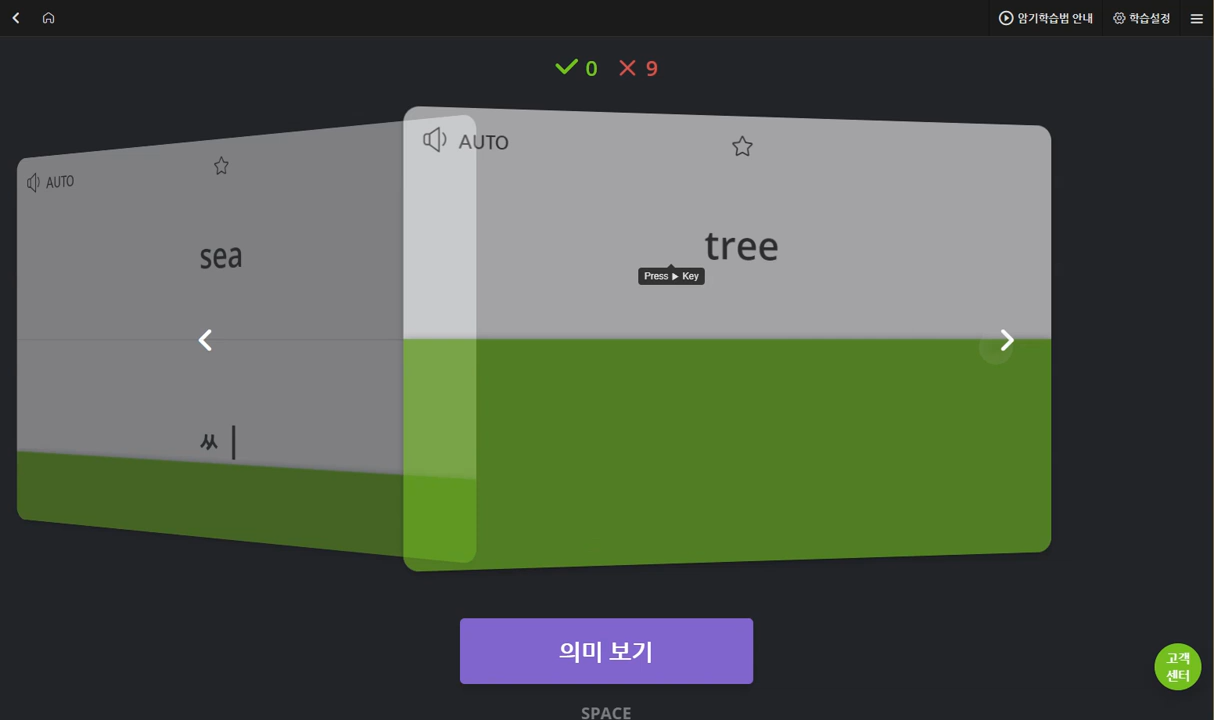 암기학습법 안내
학습설정
0
9
AUTO
sea
AUTO
tree
Press ▶ Key
의미 보기
SPACE
고객
센터